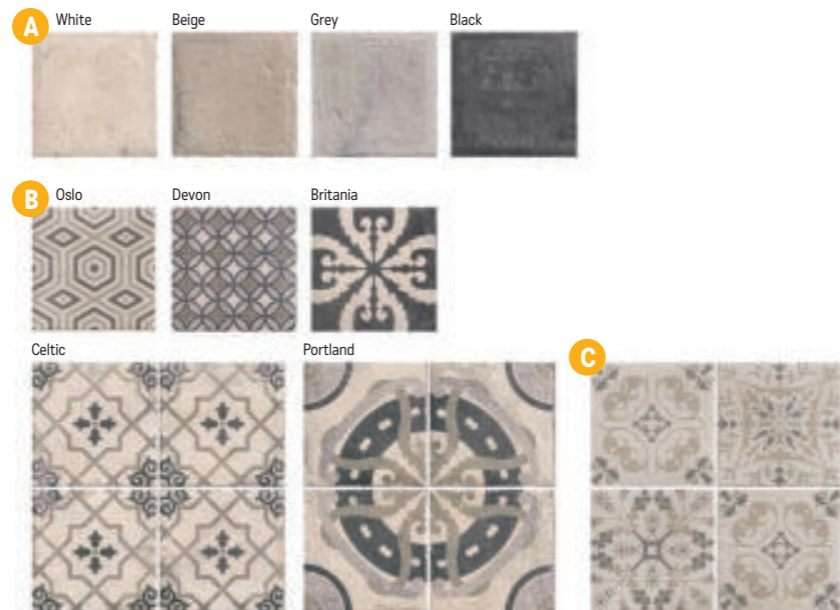 A
White Beige Grey Black
B
Oslo Devon Britania
Celtic Portland
C